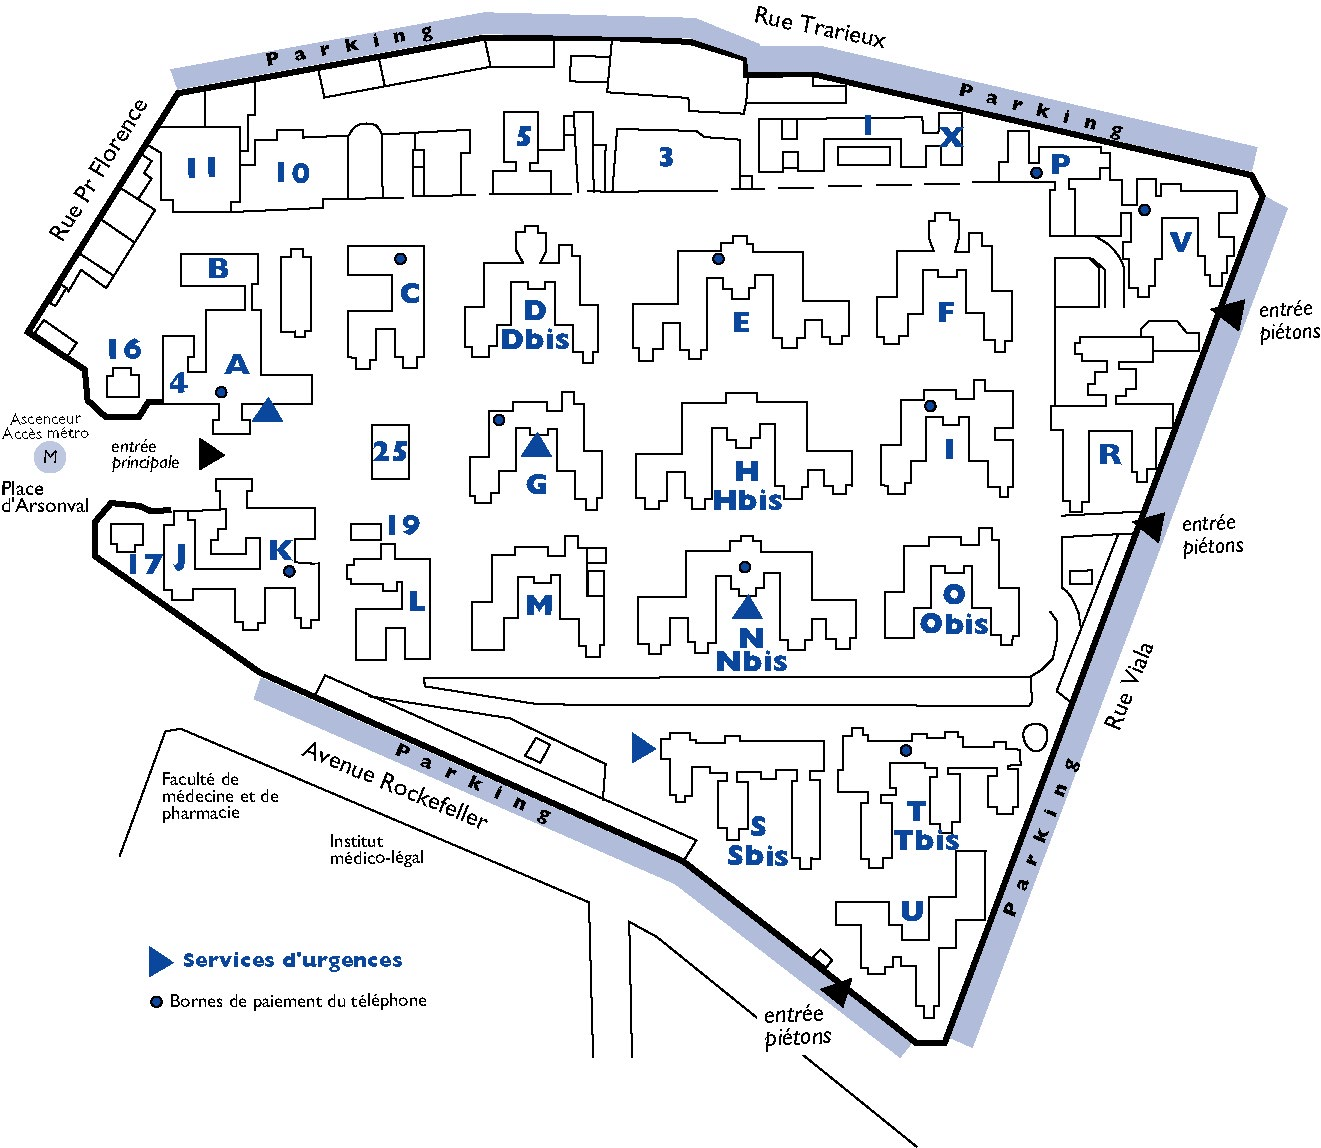 Rue Trarieux
Parking
Parking
Rue Pr Florence
11
10
5
3
1
X
P
V
B
C
D
Dbis
E
F
entrée
piétons
16
4
A
Ascenceur
Accès métro
M
entrée
principale
Place
d'Arsonval
25
G
H
Hbis
I
R
entrée
piétons
17
J
K
19
L
M
N
Nbis
O
Obis
Rue Viala
Parking
Avenue Rockefeller
Parking
Faculté de
médecine et de
pharmacie
Institut
médico-légal
S
Sbis
T
Tbis
U
Services d'urgences
Bornes de paiement du téléphone
entrée
piétons